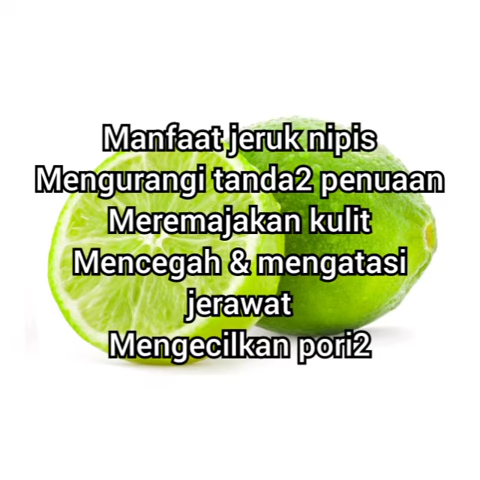 Manfaat jeruk nipis
Mengurangi tanda2 penuaan
Meremajakan kulit
Mencegah & mengatasi
jerawat
Mengecilkan pori2